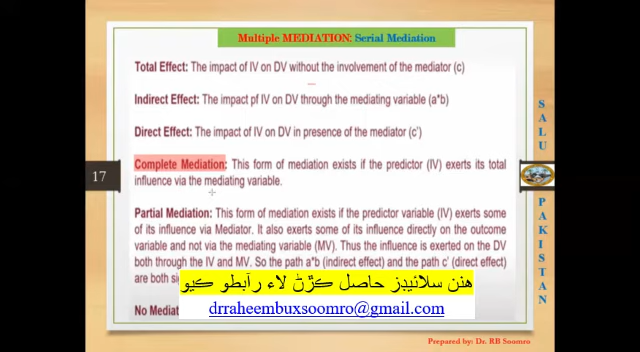 Multiple MEDIATION: Serial Mediation
Total Effect: The impact of IV on DV without the involvement of the mediator (c)
Indirect Effect: The impact pf IV on DV through the mediating variable (a*b)
Direct Effect: The impact of IV on DV in presence of the mediator (c')
Complete Mediation: This form of mediation exists if the predictor (IV) exerts its total
influence via the mediating variable.
17
Partial Mediation: This form of mediation exists if the predictor variable (IV) exerts some
of its influence via Mediator. It also exerts some of its influence directly on the outcome
variable and not via the mediating variable (MV). Thus the influence is exerted on the DV
both through the IV and MV. So the path a*b (indirect effect) and the path c' (direct effect)
are both
هنن سلائيڊز حاصل ڪرڻ لاء رابطو ڪيو
drraheembuxsoomro@gmail.com
No
SALU
PAKISTAN
Prepared by: Dr. RB Soomro